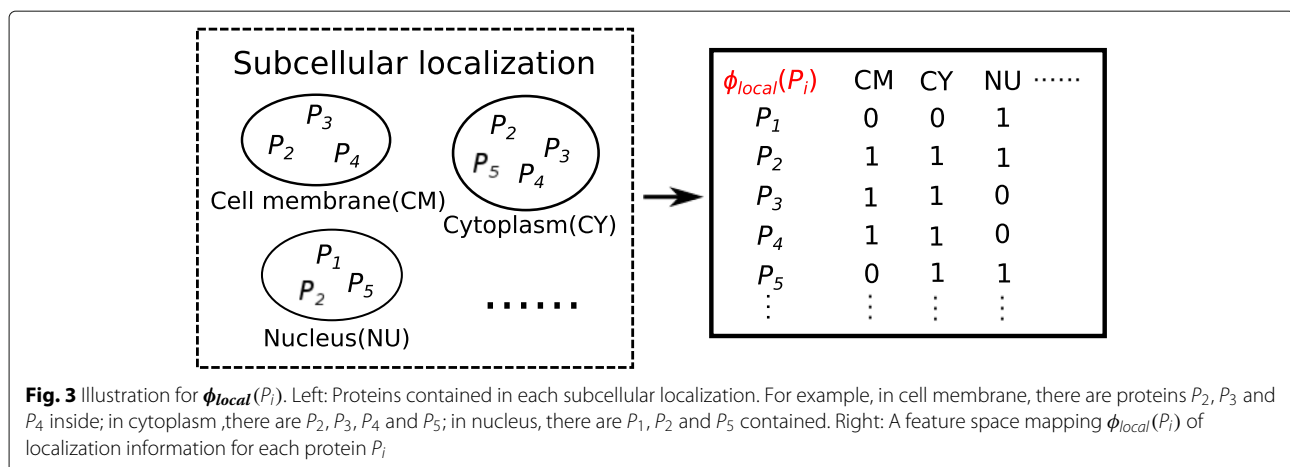 Subcellular localization
P3
P2 P4
Cell membrane(CM)
P2
P5 P3
P4
Cytoplasm(CY)
P1
P2 P5
Nucleus(NU)
......
ϕlocal(Pi) CM CY NU ......
P1 0 0 1
P2 1 1 1
P3 1 1 0
P4 1 1 0
P5 0 1 1
⋮ ⋮ ⋮ ⋮
Fig. 3 Illustration for ϕlocal(Pi). Left: Proteins contained in each subcellular localization. For example, in cell membrane, there are proteins P2, P3 and
P4 inside; in cytoplasm ,there are P2, P3, P4 and P5; in nucleus, there are P1, P2 and P5 contained. Right: A feature space mapping ϕlocal(Pi) of
localization information for each protein Pi